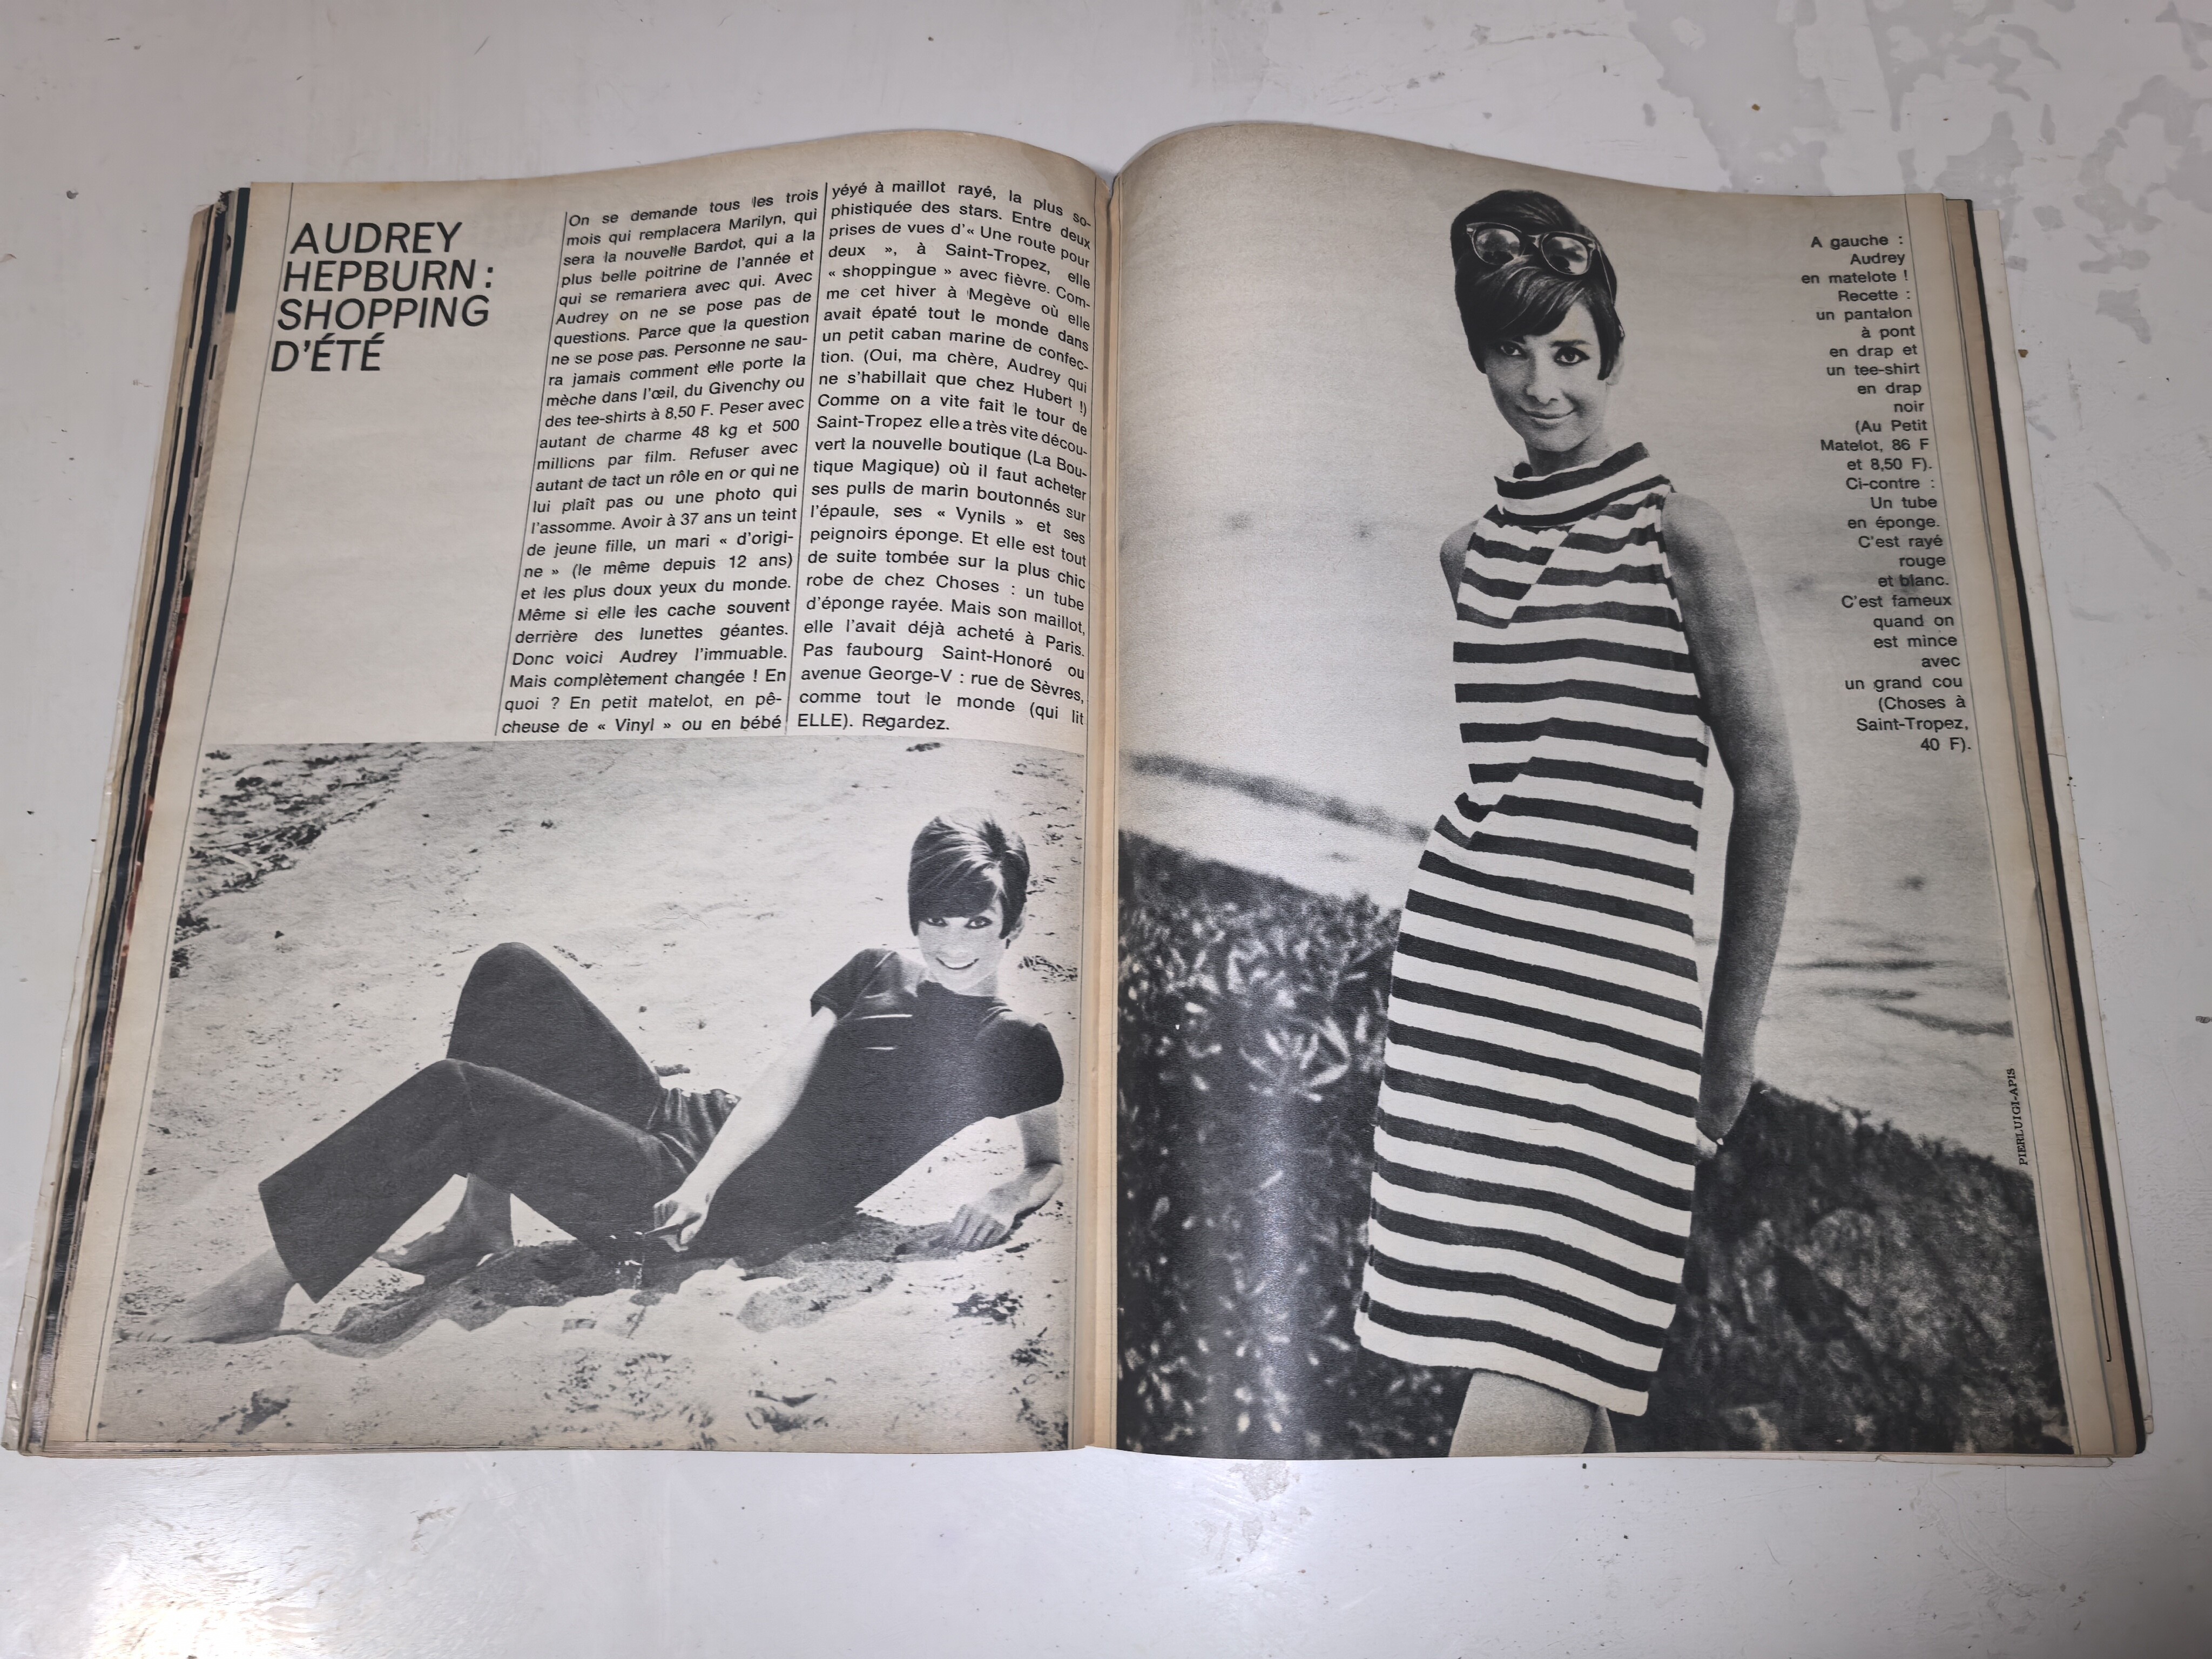 AUDREY
HEPBURN :
SHOPPING
D'ÉTÉ
On se demande tous les trois
mois qui remplacera Marilyn, qui
sera la nouvelle Bardot, qui a la
plus belle poitrine de l'année et
qui se remariera avec qui. Avec
Audrey on ne se pose pas de
questions. Parce que la question
ne se pose pas. Personne ne sau-
ra jamais comment elle porte la
mèche dans l'œil, du Givenchy ou
des tee-shirts à 8,50 F. Peser avec
autant de charme 48 kg et 500
millions par film. Refuser avec
autant de tact un rôle en or qui ne
lui plaît pas ou une photo qui
l'assomme. Avoir à 37 ans un teint
de jeune fille, un mari « d'origi-
ne » (le même depuis 12 ans)
et les plus doux yeux du monde.
Même si elle les cache souvent
derrière des lunettes géantes.
Donc voici Audrey l'immuable.
Mais complètement changée ! En
quoi ? En petit matelot, en pê-
cheuse de « Vinyl » ou en bébé
yéyé à maillot rayé, la plus so-
phistiquée des stars. Entre deux
prises de vues d'« Une route pour
deux », à Saint-Tropez, elle
« shoppingue » avec fièvre. Com-
me cet hiver à Megève où elle
avait épaté tout le monde dans
un petit caban marine de confec-
tion. (Oui, ma chère, Audrey qui
ne s'habillait que chez Hubert !)
Comme on a vite fait le tour de
Saint-Tropez elle a très vite décou-
vert la nouvelle boutique (La Bou-
tique Magique) où il faut acheter
ses pulls de marin boutonnés sur
l'épaule, ses « Vynils » et ses
peignoirs éponge. Et elle est tout
de suite tombée sur la plus chic
robe de chez Choses : un tube
d'éponge rayée. Mais son maillot,
elle l'avait déjà acheté à Paris.
Pas faubourg Saint-Honoré ou
avenue George-V : rue de Sèvres,
comme tout le monde (qui lit
ELLE). Regardez.
A gauche :
Audrey
en matelote !
Recette :
un pantalon
à pont
en drap et
un tee-shirt
en drap
noir
(Au Petit
Matelot, 86 F
et 8,50 F).
Ci-contre :
Un tube
en éponge.
C'est rayé
rouge
et blanc.
C'est fameux
quand on
est mince
avec
un grand cou
(Choses à
Saint-Tropez,
40 F).
PIERLUIGI-APIS